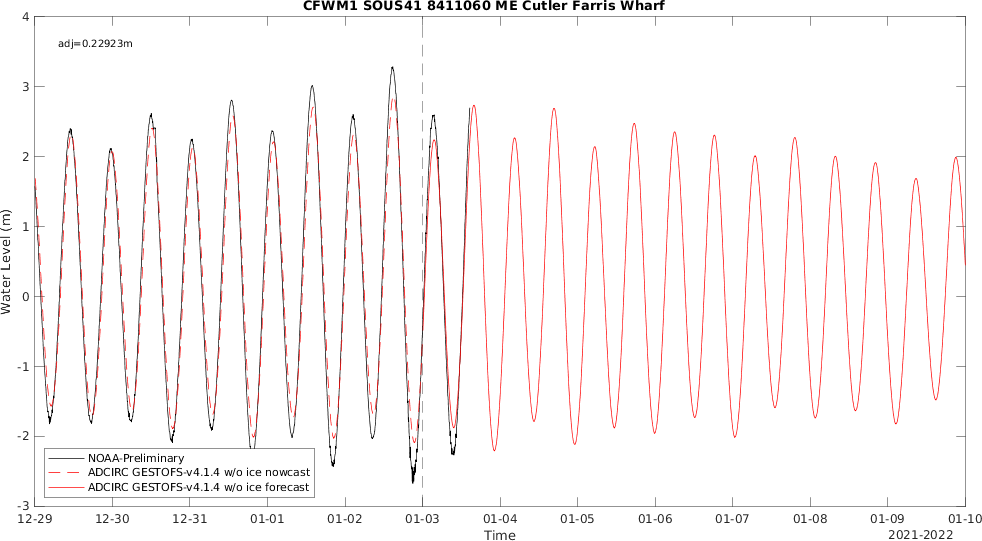 CFWM1 SOUS41 8411060 ME Cutler Farris Wharf
adj=0.22923m
4
3
2
1
0
-1
-2
-3
Water Level (m)
NOAA-Preliminary
ADCIRC GESTOFS-v4.1.4 w/o ice nowcast
ADCIRC GESTOFS-v4.1.4 w/o ice forecast
12-29 12-30 12-31 01-01 01-02 01-03 01-04 01-05 01-06 01-07 01-08 01-09 01-10
Time
2021-2022